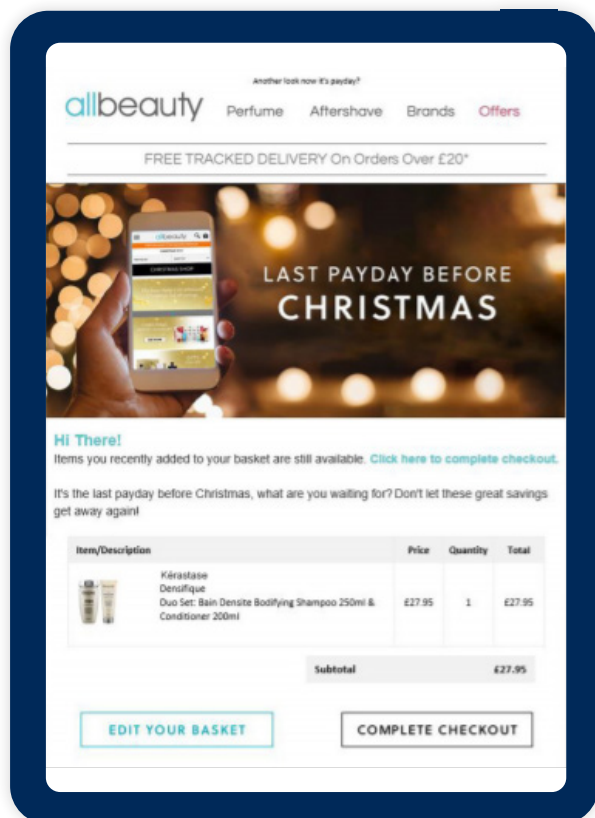 Another look now it's payday?
allbeauty Perfume Aftershave Brands Offers
FREE TRACKED DELIVERY On Orders Over £20*
allbeauty
CHRISTMAS SHOP
LAST PAYDAY BEFORE
CHRISTMAS
Hi There!
Items you recently added to your basket are still available. Click here to complete checkout.
It's the last payday before Christmas, what are you waiting for? Don't let these great savings
get away again!
Item/Description Price Quantity Total
Kérastase
Densifique
Duo Set: Bain Densite Bodifying Shampoo 250ml &
Conditioner 200ml
£27.95 1 £27.95
Subtotal £27.95
EDIT YOUR BASKET COMPLETE CHECKOUT